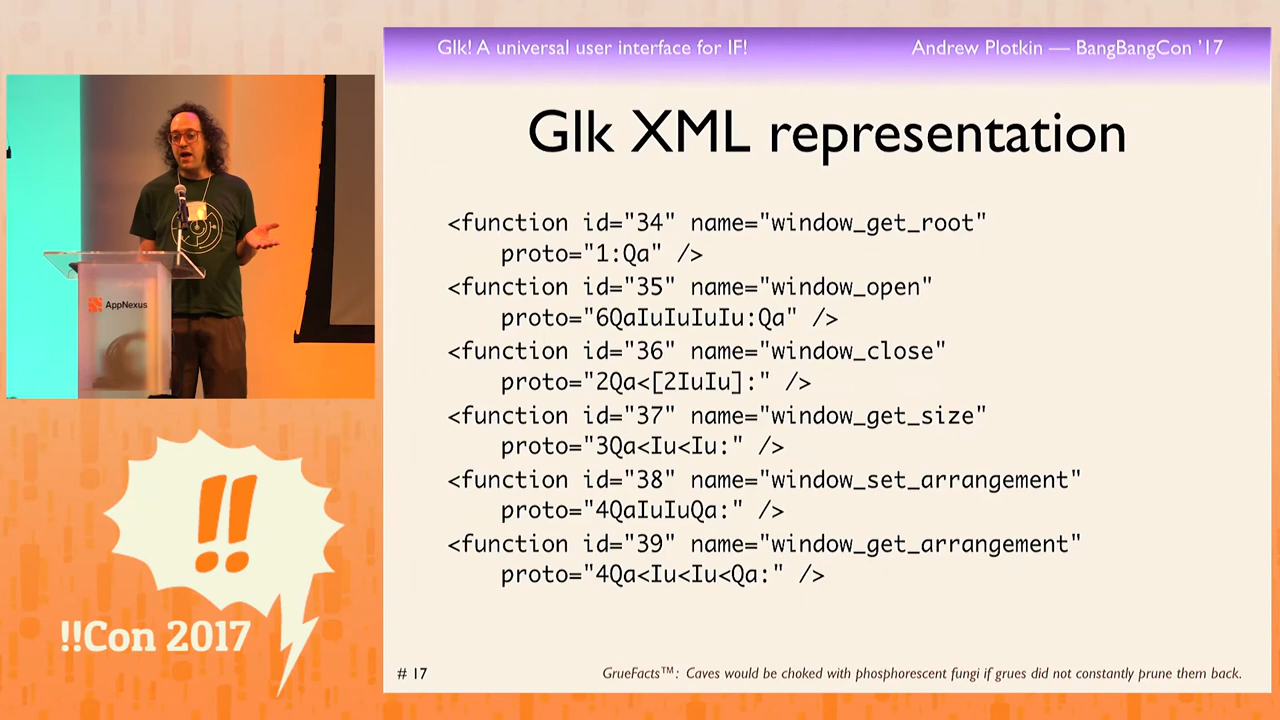 Glk! A universal user interface for IF!
Andrew Plotkin — BangBangCon '17
Glk XML representation
<function id="34" name="window_get_root"
proto="1:Qa" />
<function id="35" name="window_open"
proto="6QaIuIuIuIu:Qa" />
<function id="36" name="window_close"
proto="2Qa<[2IuIu]:" />
<function id="37" name="window_get_size"
proto="3Qa<Iu<Iu:" />
<function id="38" name="window_set_arrangement"
proto="4QaIuIuQa:" />
<function id="39" name="window_get_arrangement"
proto="4Qa<Iu<Iu<Qa:" />
# 17
GrueFacts™: Caves would be choked with phosphorescent fungi if grues did not constantly prune them back.
AppNexus
!!
!!Con 2017